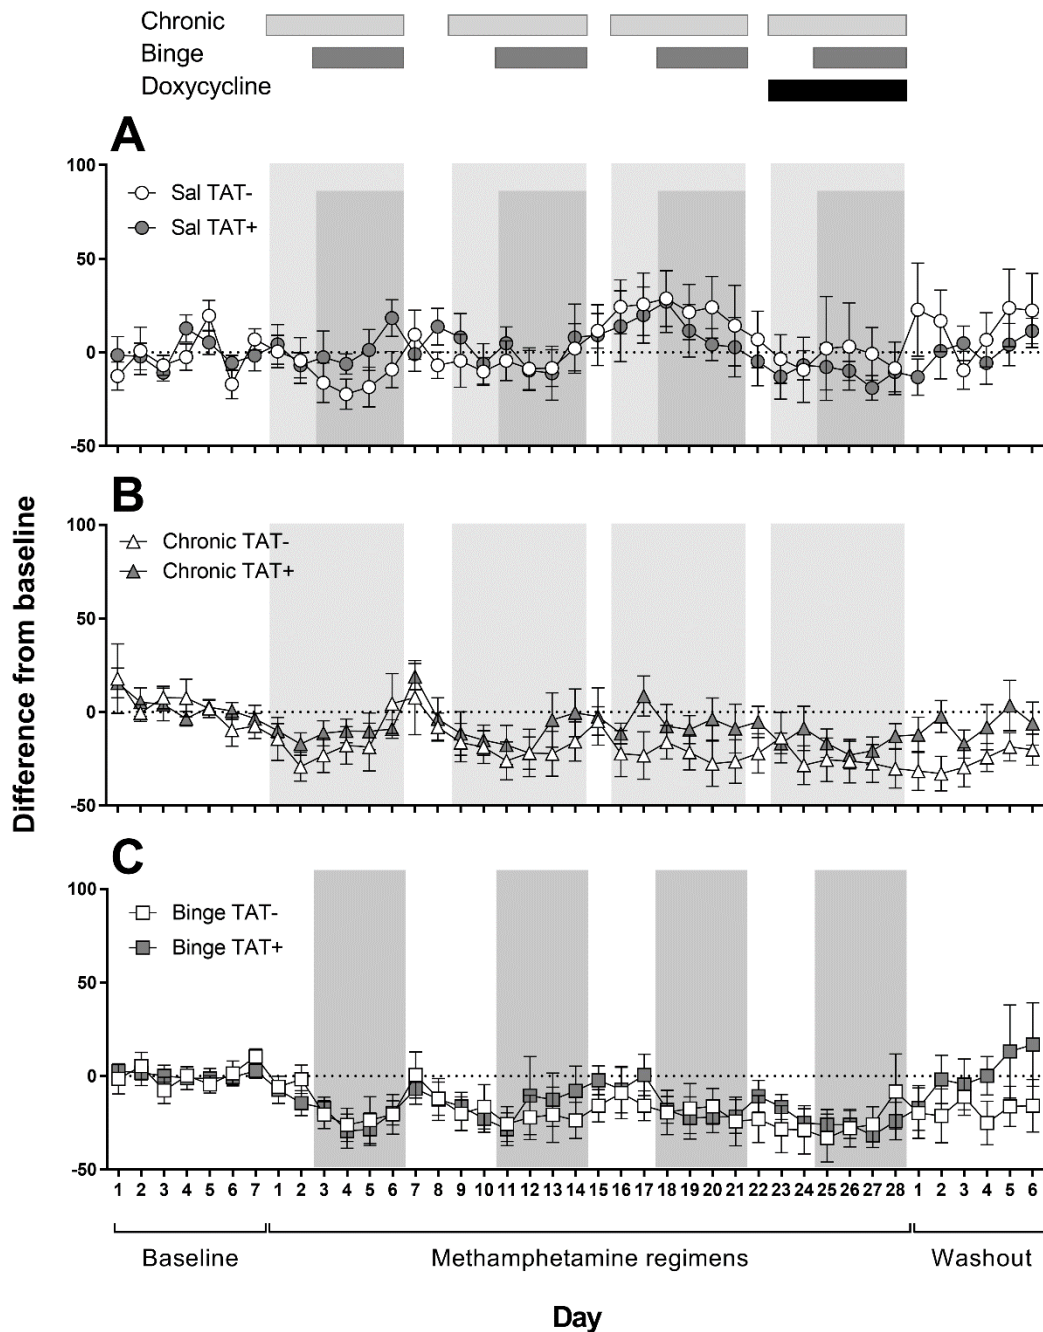 Chronic
Binge
Doxycycline
A
100
50
0
-50
Sal TAT-
Sal TAT+
B
100
50
0
-50
Chronic TAT-
Chronic TAT+
Difference from baseline
C
100
50
0
-50
Binge TAT-
Binge TAT+
1 2 3 4 5 6 7 1 2 3 4 5 6 7 8 9 10 11 12 13 14 15 16 17 18 19 20 21 22 23 24 25 26 27 28 1 2 3 4 5 6
Baseline Methamphetamine regimens Washout
Day